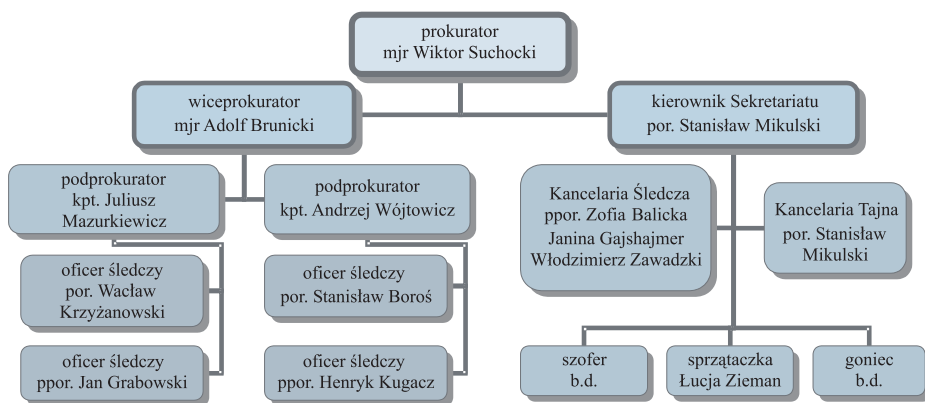 prokurator
mjr Wiktor Suchocki
wiceprokurator
mjr Adolf Brunicki
kierownik Sekretariatu
por. Stanisław Mikulski
podprokurator
kpt. Juliusz
Mazurkiewicz
podprokurator
kpt. Andrzej Wójtowicz
Kancelaria Śledcza
ppor. Zofia Balicka
Janina Gajshajmer
Włodzimierz Zawadzki
Kancelaria Tajna
por. Stanisław
Mikulski
oficer śledczy
por. Wacław
Krzyżanowski
oficer śledczy
por. Stanisław Boroś
oficer śledczy
ppor. Jan Grabowski
oficer śledczy
ppor. Henryk Kugacz
szofer
b.d.
sprzątaczka
Łucja Zieman
goniec
b.d.